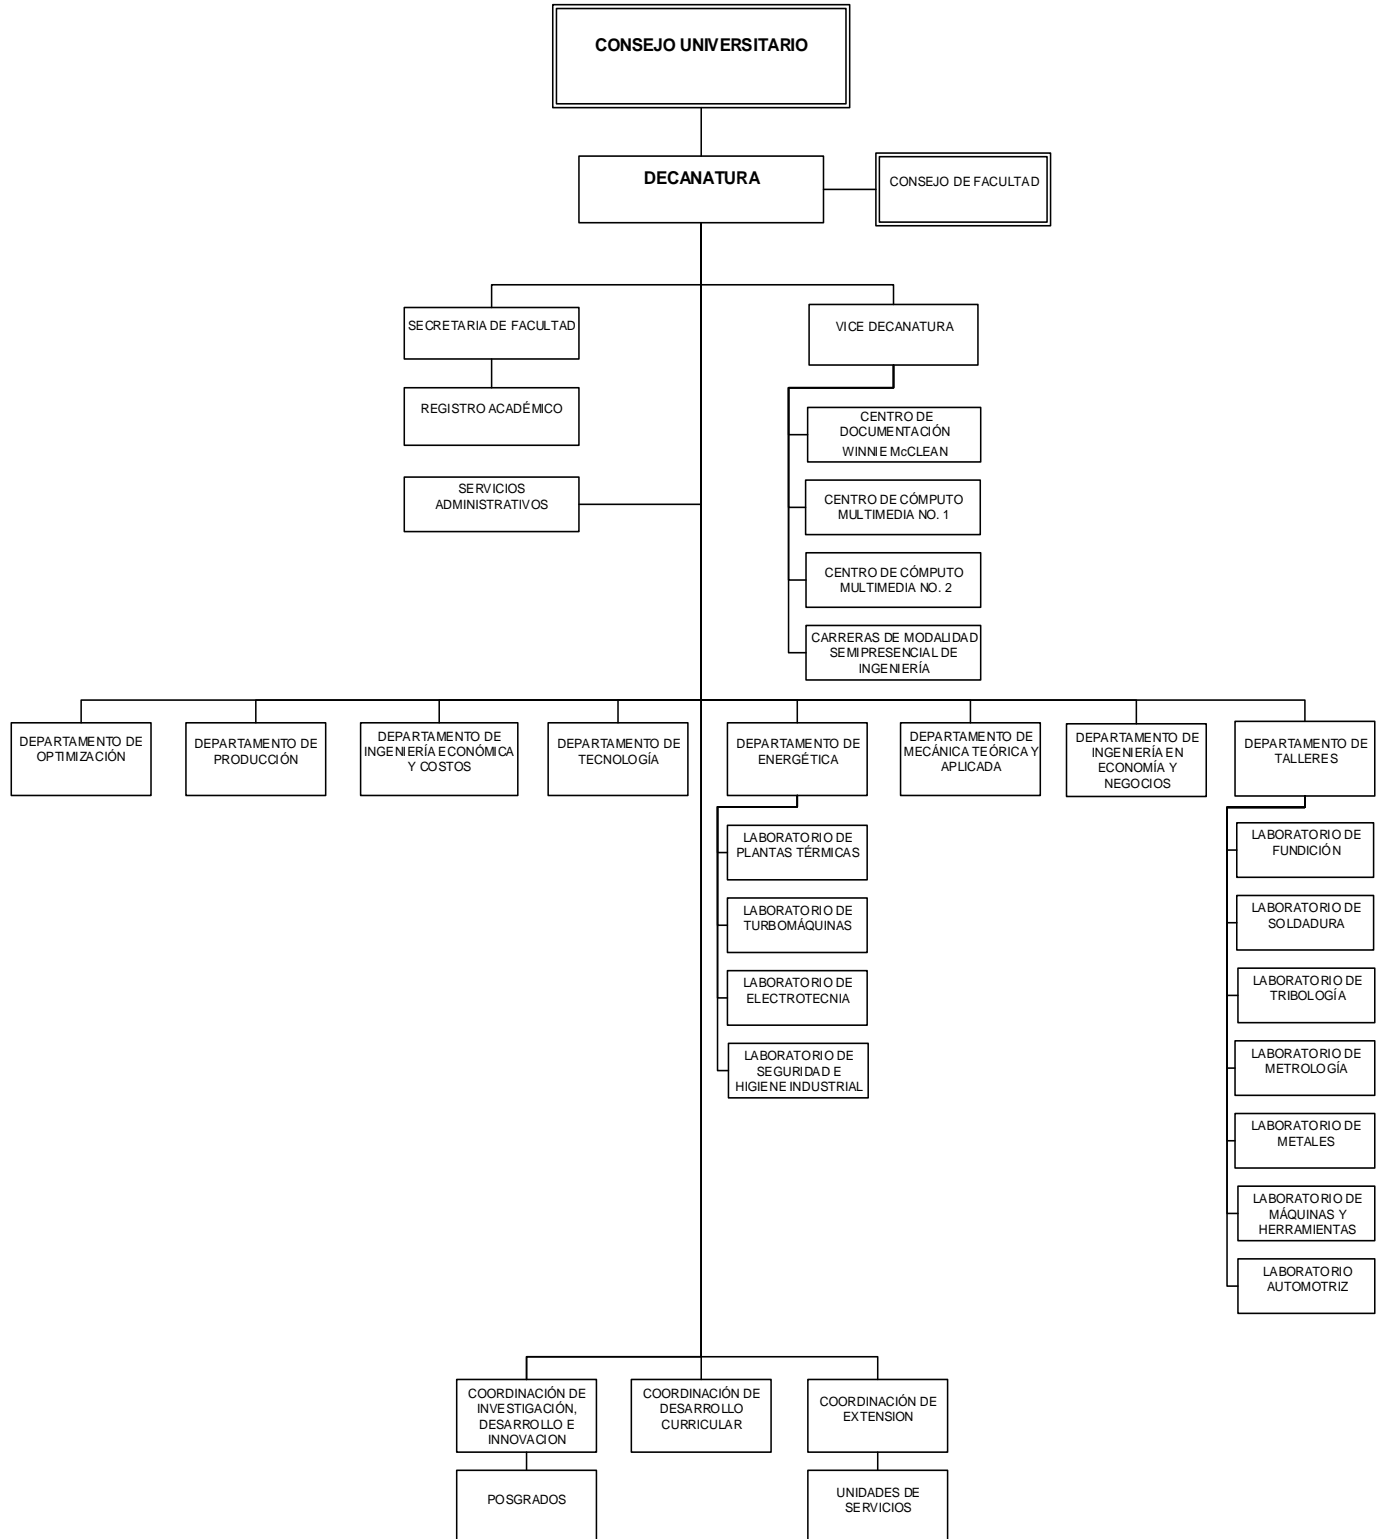 CONSEJO UNIVERSITARIO
DECANATURA
CONSEJO DE FACULTAD
SECRETARIA DE FACULTAD
VICE DECANATURA
REGISTRO ACADÉMICO
CENTRO DE
DOCUMENTACIÓN
WINNIE McCLEAN
SERVICIOS
ADMINISTRATIVOS
CENTRO DE CÓMPUTO
MULTIMEDIA NO. 1
CENTRO DE CÓMPUTO
MULTIMEDIA NO. 2
CARRERAS DE MODALIDAD
SEMIPRESENCIAL DE
INGENIERÍA
DEPARTAMENTO DE
OPTIMIZACIÓN
DEPARTAMENTO DE
PRODUCCIÓN
DEPARTAMENTO DE
INGENIERÍA ECONÓMICA
Y COSTOS
DEPARTAMENTO DE
TECNOLOGÍA
DEPARTAMENTO DE
ENERGÉTICA
DEPARTAMENTO DE
MECÁNICA TEÓRICA Y
APLICADA
DEPARTAMENTO DE
INGENIERÍA EN
ECONOMÍA Y
NEGOCIOS
DEPARTAMENTO DE
TALLERES
LABORATORIO DE
PLANTAS TÉRMICAS
LABORATORIO DE
TURBOMÁQUINAS
LABORATORIO DE
ELECTROTECNIA
LABORATORIO DE
SEGURIDAD E
HIGIENE INDUSTRIAL
LABORATORIO DE
FUNDICIÓN
LABORATORIO DE
SOLDADURA
LABORATORIO DE
TRIBOLOGÍA
LABORATORIO DE
METROLOGÍA
LABORATORIO DE
METALES
LABORATORIO DE
MÁQUINAS Y
HERRAMIENTAS
LABORATORIO
AUTOMOTRIZ
COORDINACIÓN DE
INVESTIGACIÓN,
DESARROLLO E
INNOVACION
COORDINACIÓN DE
DESARROLLO
CURRICULAR
COORDINACIÓN DE
EXTENSION
POSGRADOS
UNIDADES DE
SERVICIOS